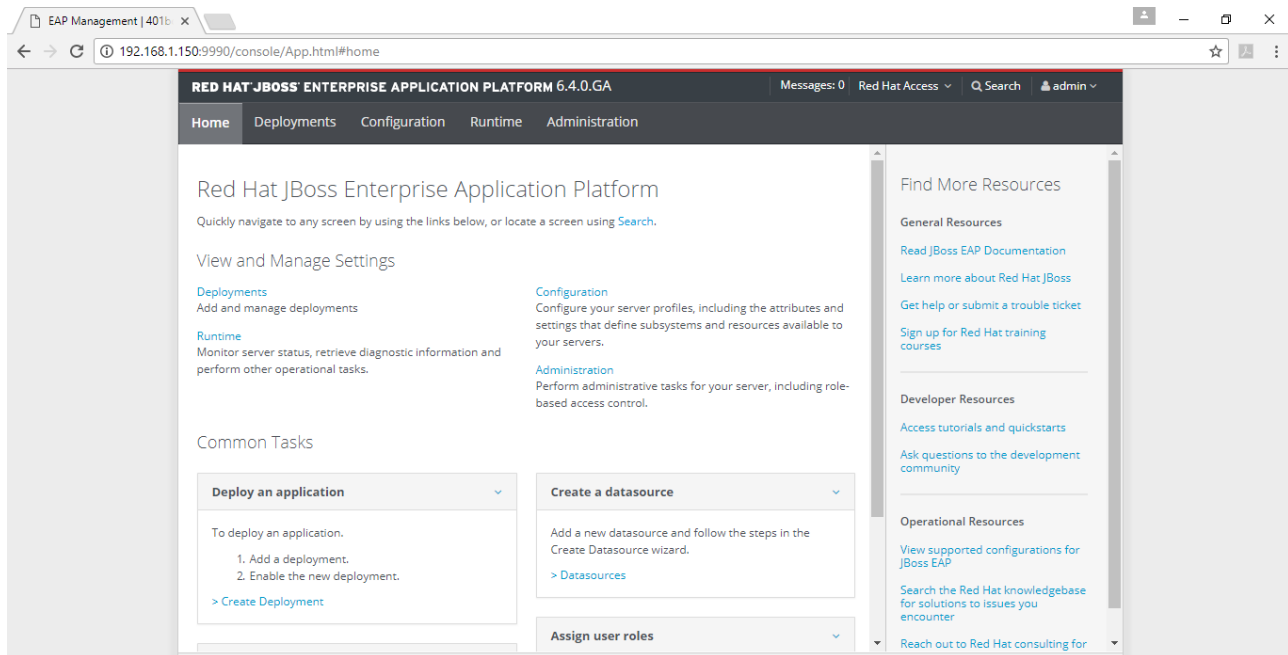 EAP Management | 401b
192.168.1.150:9990/console/App.html#home
RED HAT JBOSS ENTERPRISE APPLICATION PLATFORM 6.4.0.GA
Messages: 0 Red Hat Access Search admin
Home Deployments Configuration Runtime Administration
Red Hat JBoss Enterprise Application Platform
Quickly navigate to any screen by using the links below, or locate a screen using Search.
View and Manage Settings
Deployments
Add and manage deployments
Runtime
Monitor server status, retrieve diagnostic information and
perform other operational tasks.
Configuration
Configure your server profiles, including the attributes and
settings that define subsystems and resources available to
your servers.
Administration
Perform administrative tasks for your server, including role-
based access control.
Common Tasks
Deploy an application
To deploy an application.
1. Add a deployment.
2. Enable the new deployment.
> Create Deployment
Create a datasource
Add a new datasource and follow the steps in the
Create Datasource wizard.
> Datasources
Assign user roles
Find More Resources
General Resources
Read JBoss EAP Documentation
Learn more about Red Hat JBoss
Get help or submit a trouble ticket
Sign up for Red Hat training
courses
Developer Resources
Access tutorials and quickstarts
Ask questions to the development
community
Operational Resources
View supported configurations for
JBoss EAP
Search the Red Hat knowledgebase
for solutions to issues you
encounter
Reach out to Red Hat consulting for